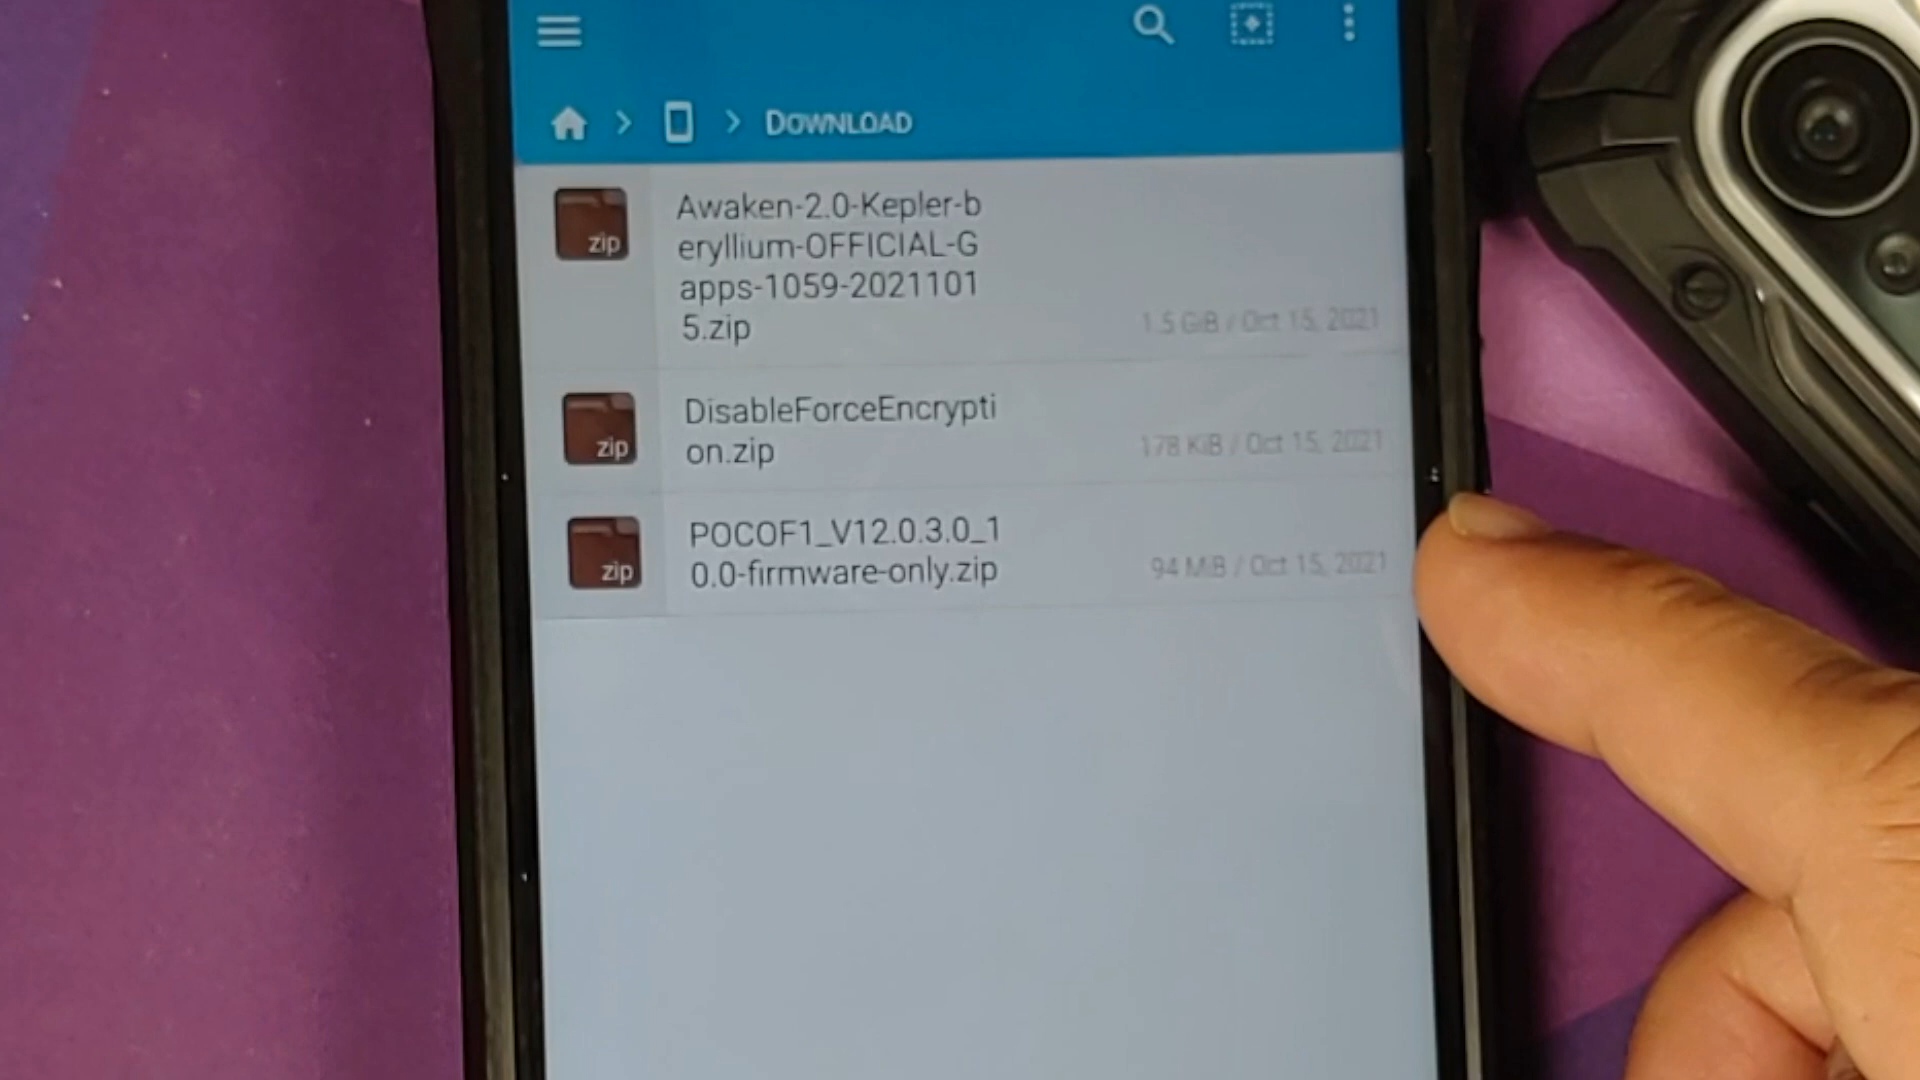 DOWNLOAD
zip
Awaken-2.0-Kepler-b
eryllium-OFFICIAL-G
apps-1059-2021101
5.zip
1.5 GiB / Oct 15, 2021
zip
DisableForceEncrypti
on.zip
178 KiB / Oct 15, 2021
zip
POCOF1_V12.0.3.0_1
0.0-firmware-only.zip
94 MiB / Oct 15, 2021